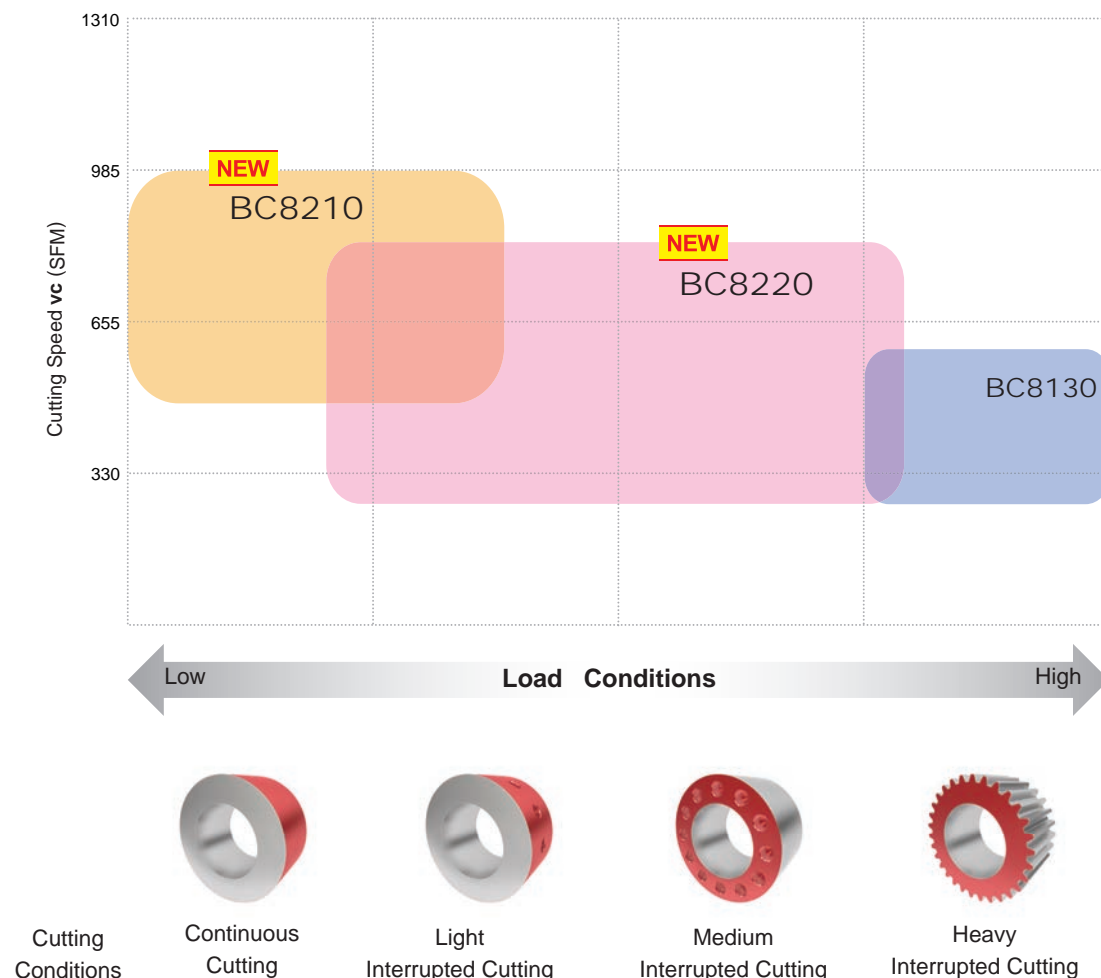 1310
985
655
330
Cutting Speed vc (SFM)
NEW
BC8210
NEW
BC8220
BC8130
Low
Load Conditions
High
Cutting
Conditions
Continuous
Cutting
Light
Interrupted Cutting
Medium
Interrupted Cutting
Heavy
Interrupted Cutting